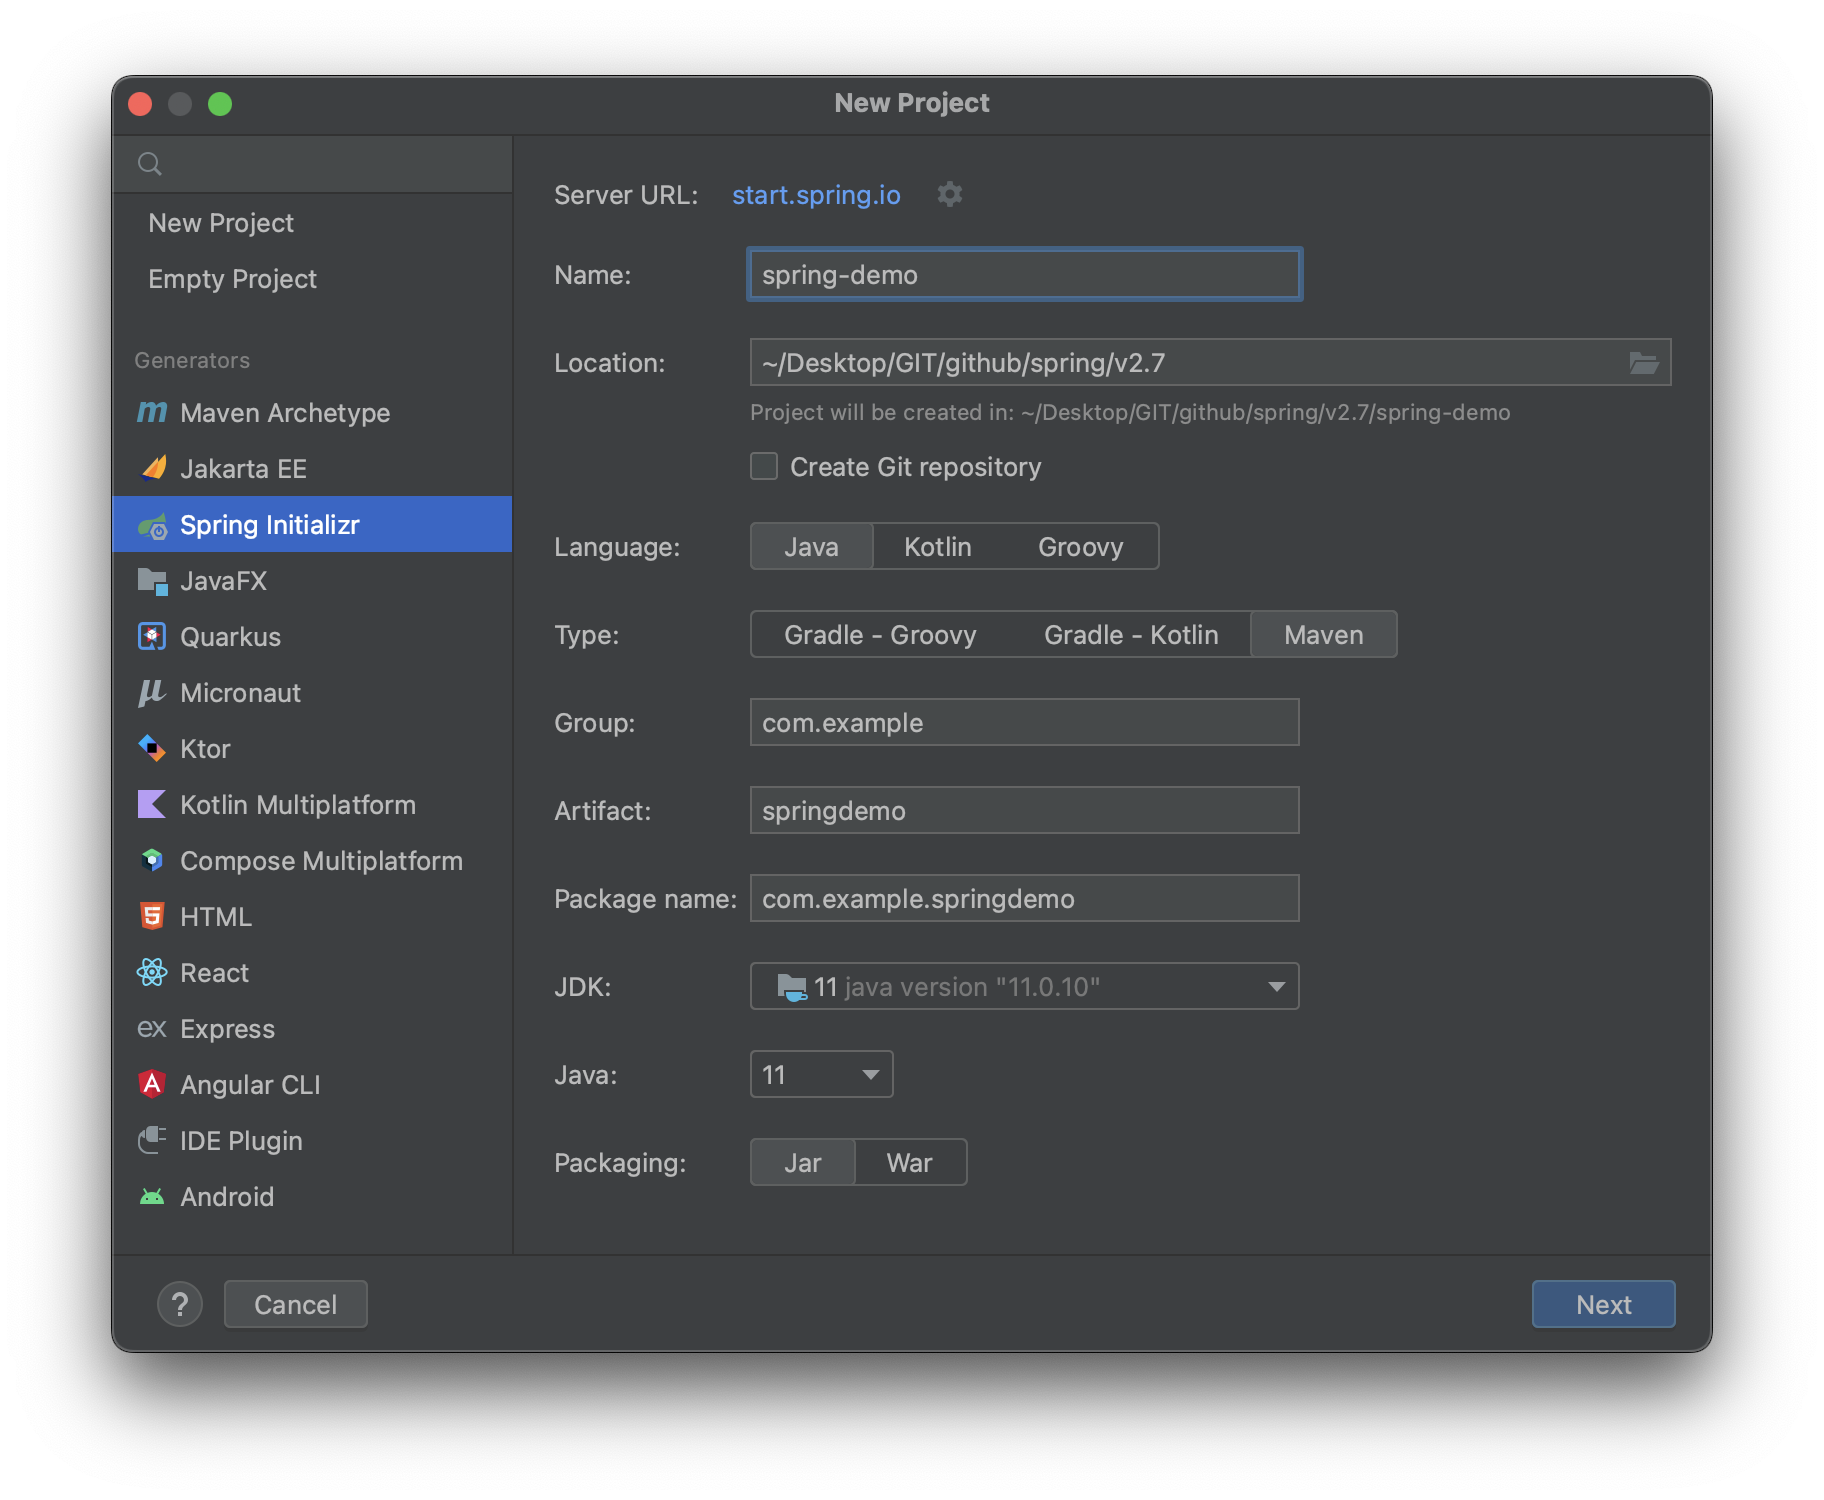 New Project
New Project
Empty Project
Generators
Maven Archetype
Jakarta EE
Spring Initializr
JavaFX
Quarkus
Micronaut
Ktor
Kotlin Multiplatform
Compose Multiplatform
HTML
React
ex Express
Angular CLI
IDE Plugin
Android
Server URL: start.spring.io
Name: spring-demo
Location: ~/Desktop/GIT/github/spring/v2.7
Project will be created in: ~/Desktop/GIT/github/spring/v2.7/spring-demo
Create Git repository
Language: Java Kotlin Groovy
Type: Gradle - Groovy Gradle - Kotlin Maven
Group: com.example
Artifact: springdemo
Package name: com.example.springdemo
JDK: 11 java version "11.0.10"
Java: 11
Packaging: Jar War
? Cancel Next